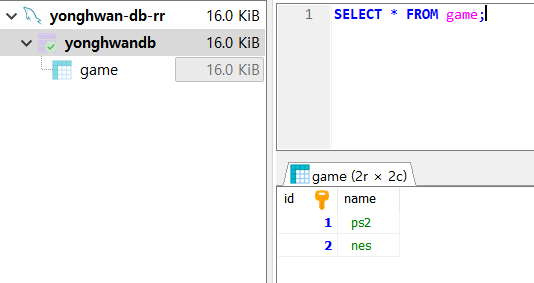 yonghwan-db-rr 16.0 KiB
yonghwandb 16.0 KiB
game 16.0 KiB
1 SELECT * FROM game;
game (2r × 2c)
id name
1 ps2
2 nes